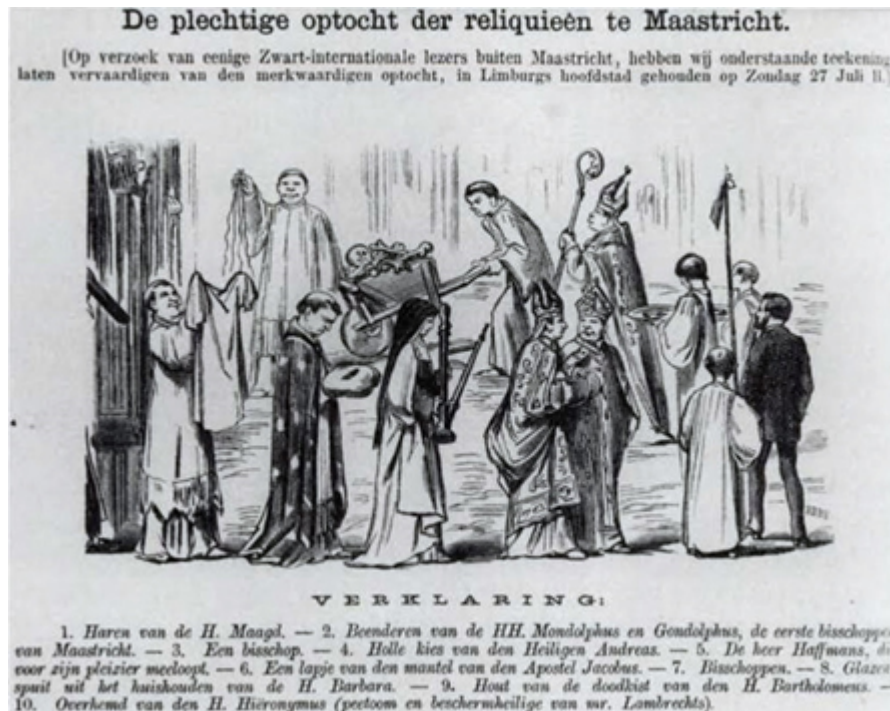 De plechtige optocht der reliquieën te Maastricht.
[Op verzoek van eenige Zwart-internationale lezers buiten Maastricht, hebben wij onderstaande teekening
laten vervaardigen van den merkwaardigen optocht, in Limburgs hoofdstad gehouden op Zondag 27 Juli ll.]
VERKLARING:
1. Haren van de H. Maagd. — 2. Beenderen van de HH. Mondolphus en Gondolphus, de eerste bisschoppe
van Maastricht. — 3. Een bisschop. — 4. Holle kies van den Heiligen Andreas. — 5. De heer Haffmans, di
voor zijn pleizier meeloopt. — 6. Een lapje van den mantel van den Apostel Jacobus. — 7. Bisschoppen. — 8. Glazen
spuit uit het huishouden van de H. Barbara. — 9. Hout van de doodkist van den H. Bartholomeus. —
10. Overhemd van den H. Hiëronymus (peetoom en beschermheilige van mr. Lambrechts).